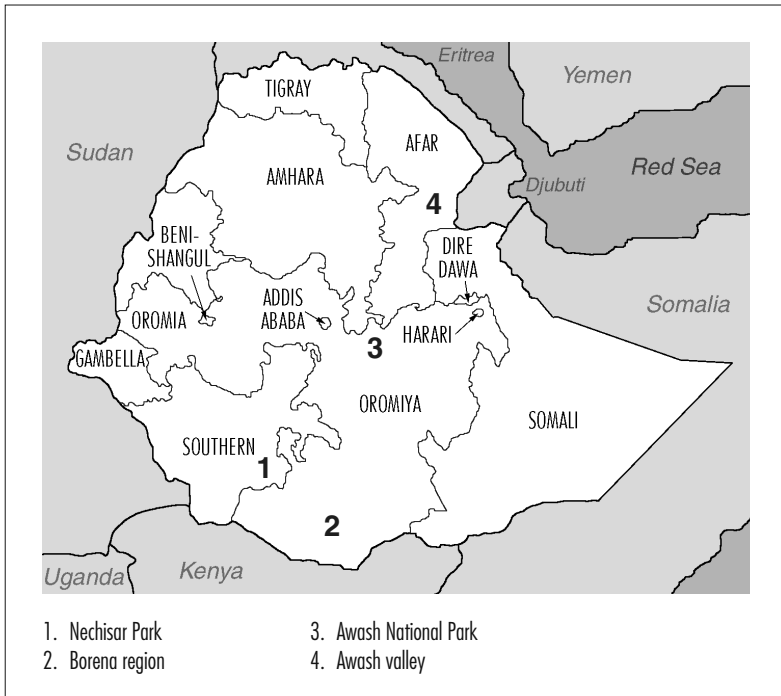 Eritrea
Yemen
TIGRAY
AFAR
Sudan
Red Sea
AMHARA
Djubuti
4
BENI-
SHANGUL
DIRE
DAWA
ADDIS
ABABA
Somalia
OROMIA
HARARI
3
GAMBELLA
OROMIYA
SOMALI
SOUTHERN
1
2
Kenya
Uganda
1. Nechisar Park
2. Borena region
3. Awash National Park
4. Awash valley